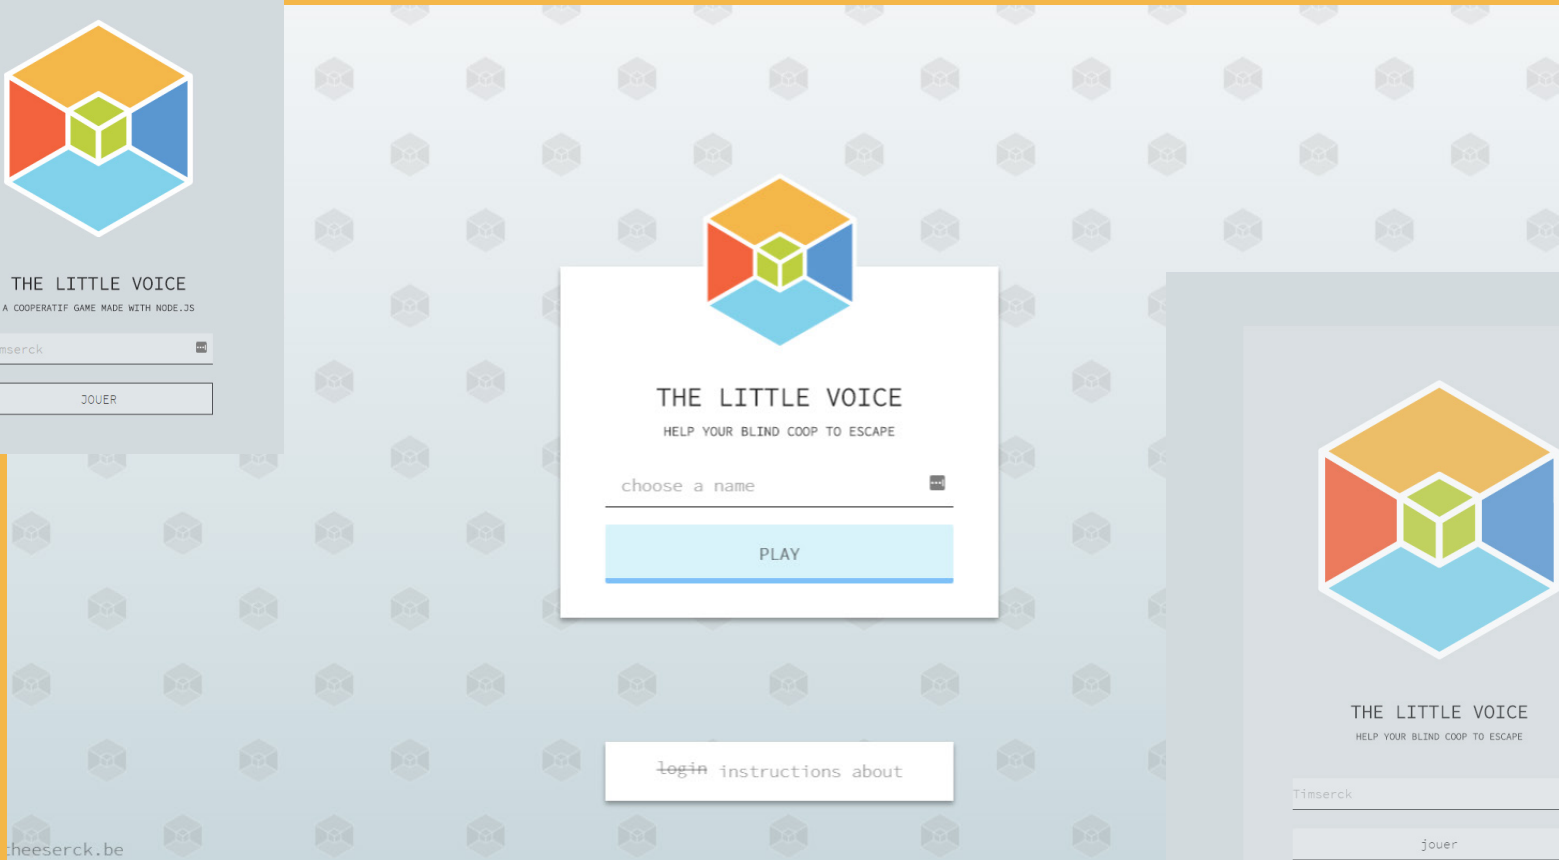 THE LITTLE VOICE
A COOPERATIF GAME MADE WITH NODE.JS
mserck
JOUER
THE LITTLE VOICE
HELP YOUR BLIND COOP TO ESCAPE
choose a name
PLAY
login instructions about
THE LITTLE VOICE
HELP YOUR BLIND COOP TO ESCAPE
Timserck
jouer
theeserck.be